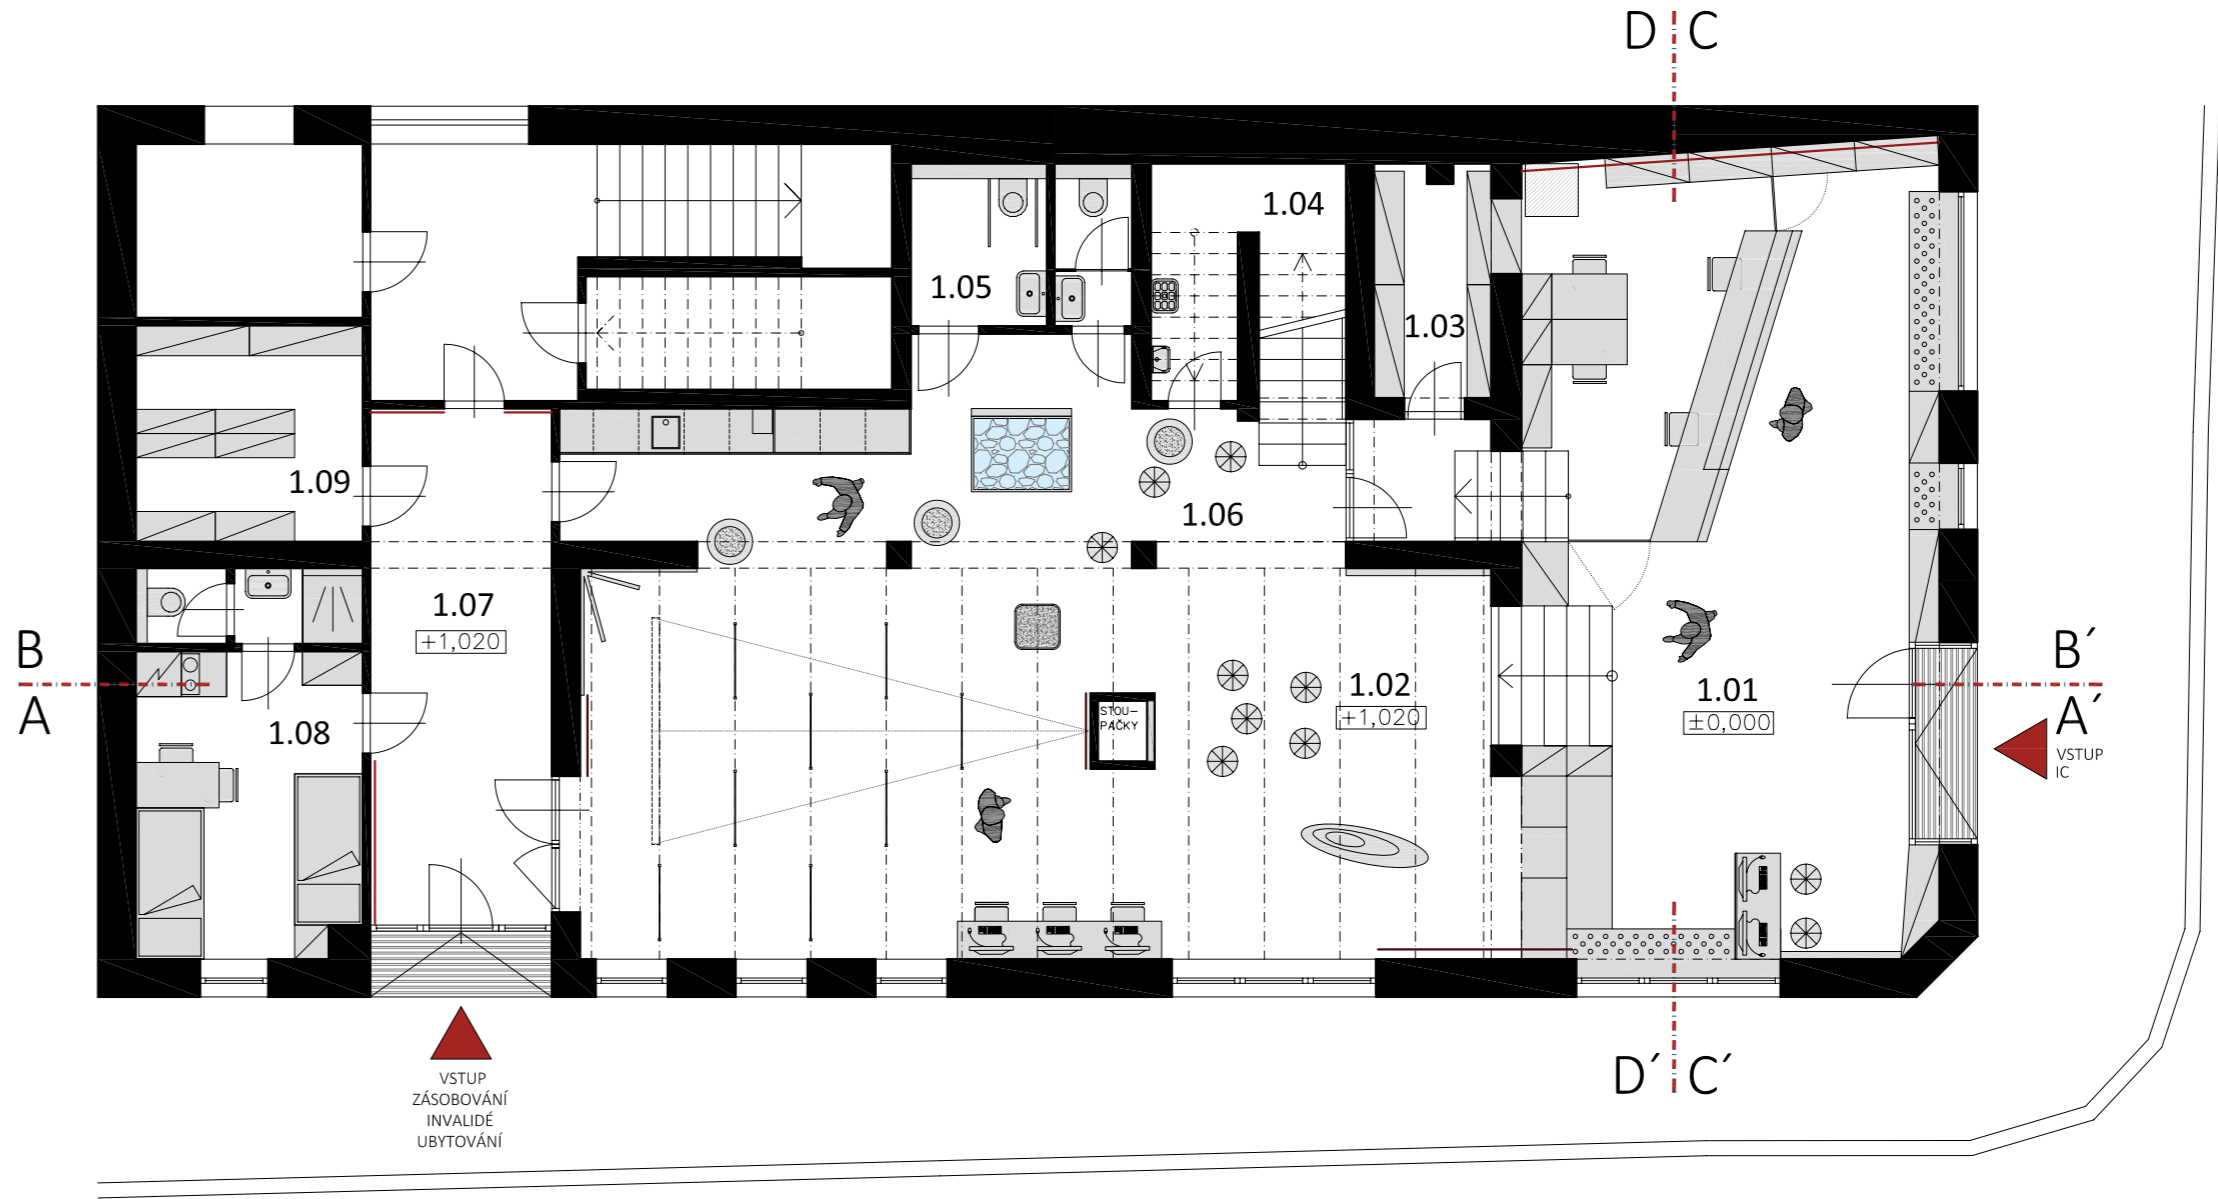 D C
1.04
1.05
1.03
1.09
1.06
1.07
+1,020
B
A
1.08
STOU-
PAČKY
1.02
+1,020
1.01
±0,000
B´
A´
VSTUP
IC
D´ C´
VSTUP
ZÁSOBOVÁNÍ
INVALIDÉ
UBYTOVÁNÍ